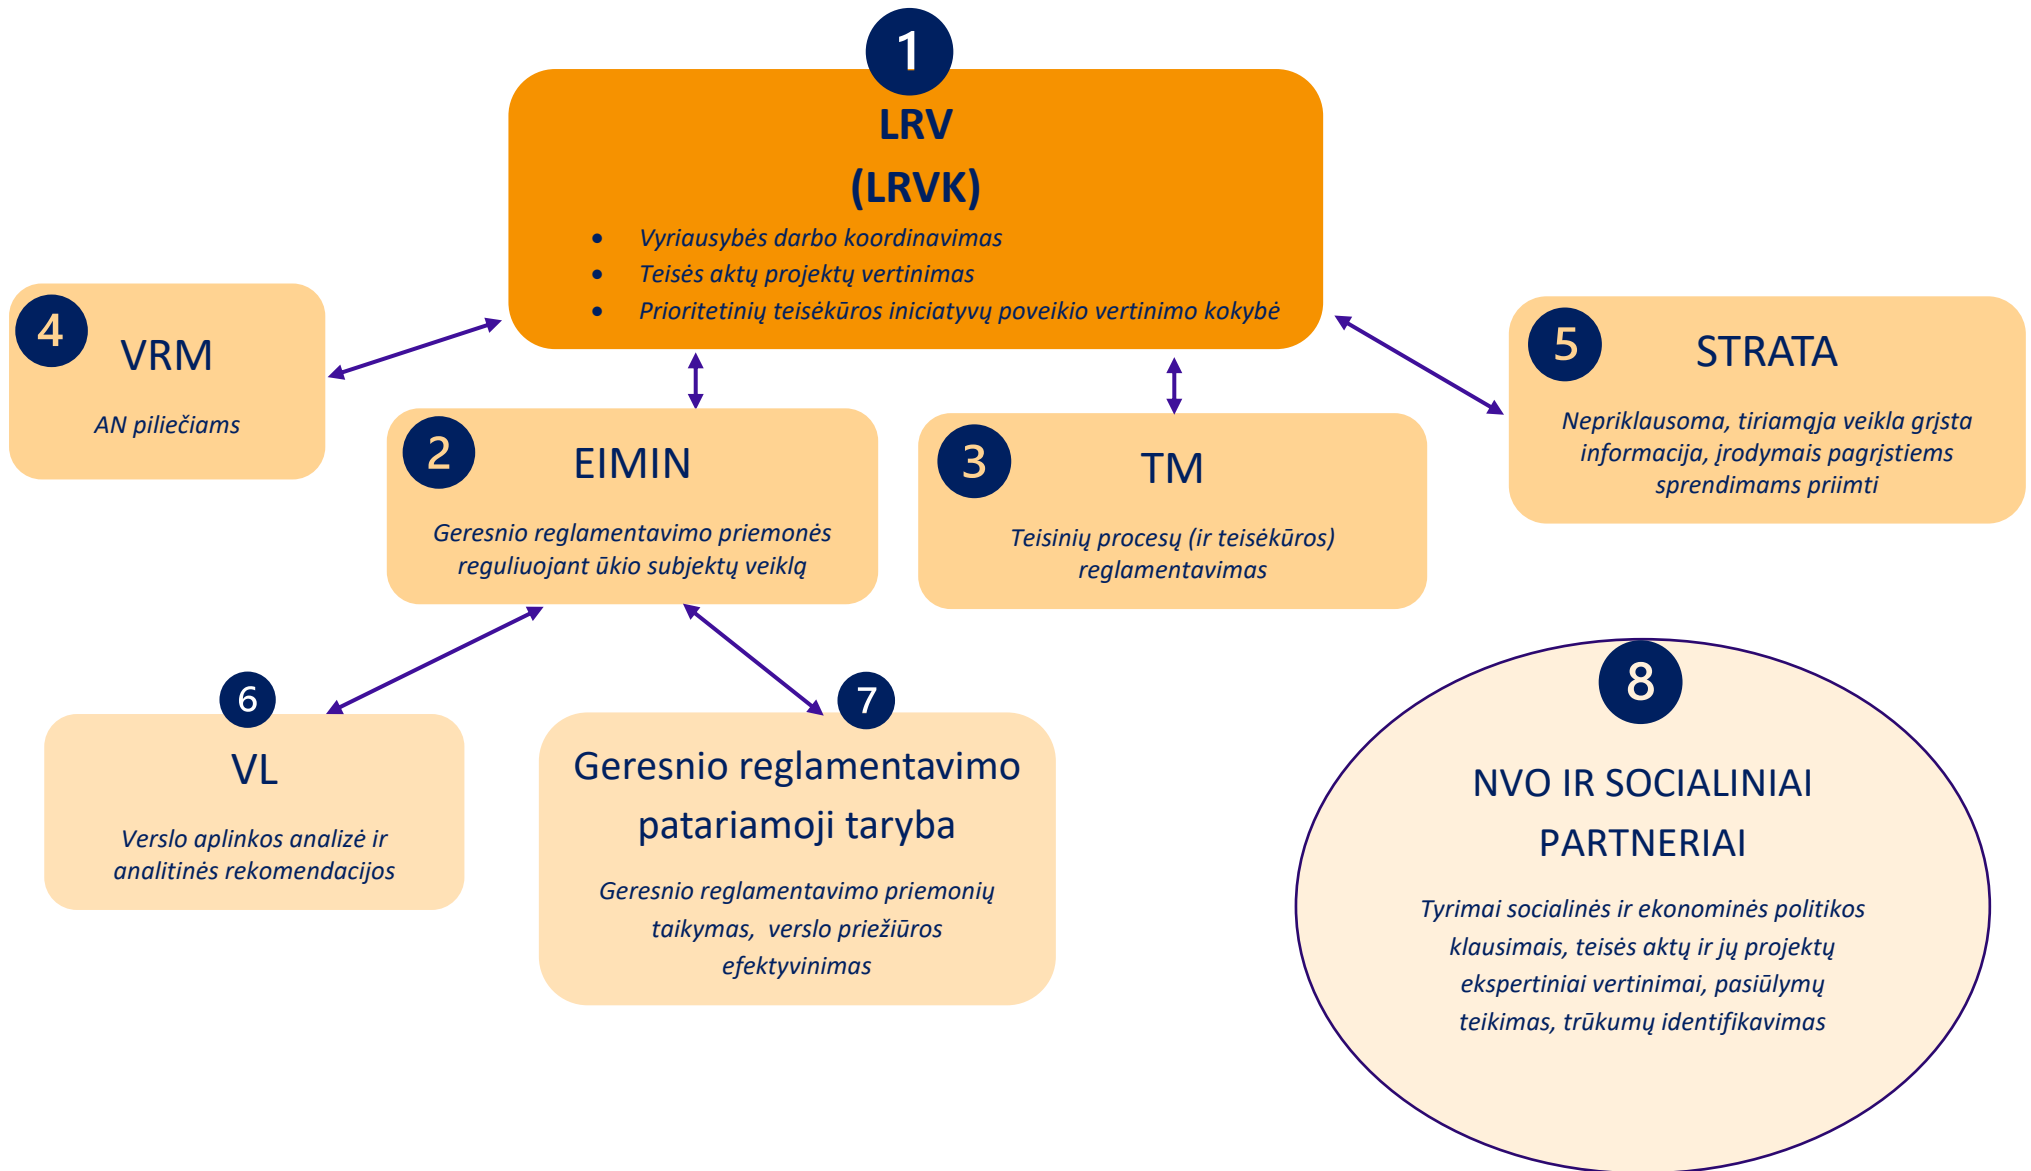 1
LRV
(LRVK)
• Vyriausybės darbo koordinavimas
• Teisės aktų projektų vertinimas
• Prioritetinių teisėkūros iniciatyvų poveikio vertinimo kokybė
4
VRM
AN piliečiams
5
STRATA
Nepriklausoma, tiriamąja veikla grįsta
informacija, įrodymais pagrįstiems
sprendimams priimti
2
EIMIN
Geresnio reglamentavimo priemonės
reguliuojant ūkio subjektų veiklą
3
TM
Teisinių procesų (ir teisėkūros)
reglamentavimas
6
VL
Verslo aplinkos analizė ir
analitinės rekomendacijos
7
Geresnio reglamentavimo
patariamoji taryba
Geresnio reglamentavimo priemonių
taikymas, verslo priežiūros
efektyvinimas
8
NVO IR SOCIALINIAI
PARTNERIAI
Tyrimai socialinės ir ekonominės politikos
klausimais, teisės aktų ir jų projektų
ekspertiniai vertinimai, pasiūlymų
teikimas, trūkumų identifikavimas